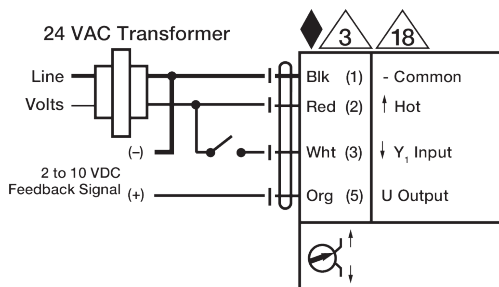 24 VAC Transformer
3
18
Line
Blk (1) - Common
Volts
Red (2) ↑ Hot
(–)
Wht (3) ↓ Y₁ Input
2 to 10 VDC
Feedback Signal (+)
Org (5) U Output